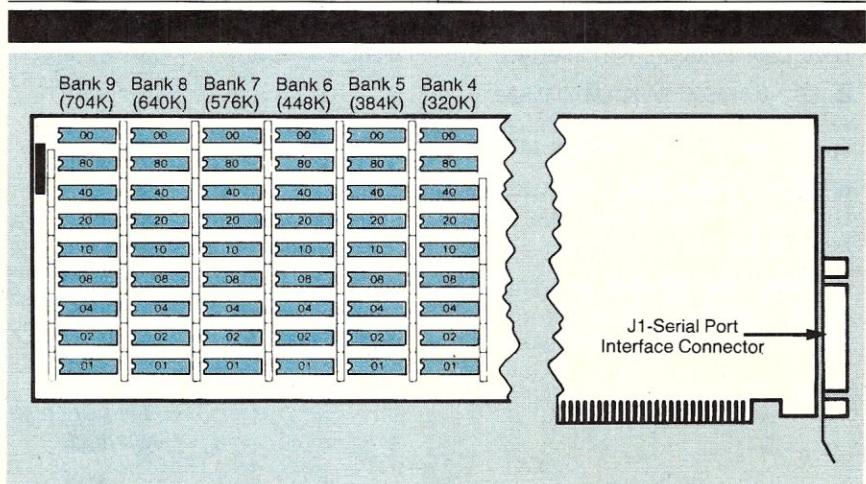 Bank 9 Bank 8 Bank 7 Bank 6 Bank 5 Bank 4
(704K) (640K) (576K) (448K) (384K) (320K)
00 00 00 00 00 00
80 80 80 80 80 80
40 40 40 40 40 40
20 20 20 20 20 20
10 10 10 10 10 10
08 08 08 08 08 08
04 04 04 04 04 04
02 02 02 02 02 02
01 01 01 01 01 01
J1-Serial Port
Interface Connector